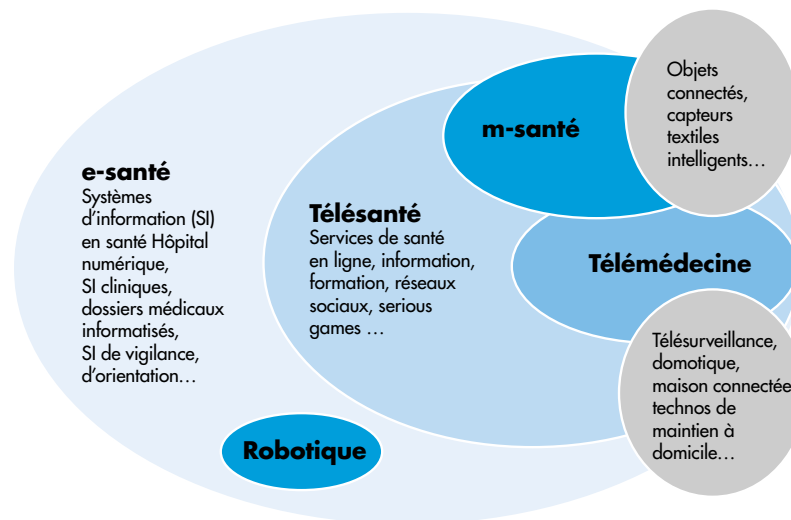 e-santé
Systèmes
d'information (SI)
en santé Hôpital
numérique,
SI cliniques,
dossiers médicaux
informatisés,
SI de vigilance,
d'orientation…
Télésanté
Services de santé
en ligne, information,
formation, réseaux
sociaux, serious
games …
m-santé
Objets
connectés,
capteurs
textiles
intelligents…
Télémédecine
Télésurveillance,
domotique,
maison connectée
technos de
maintien à
domicile…
Robotique